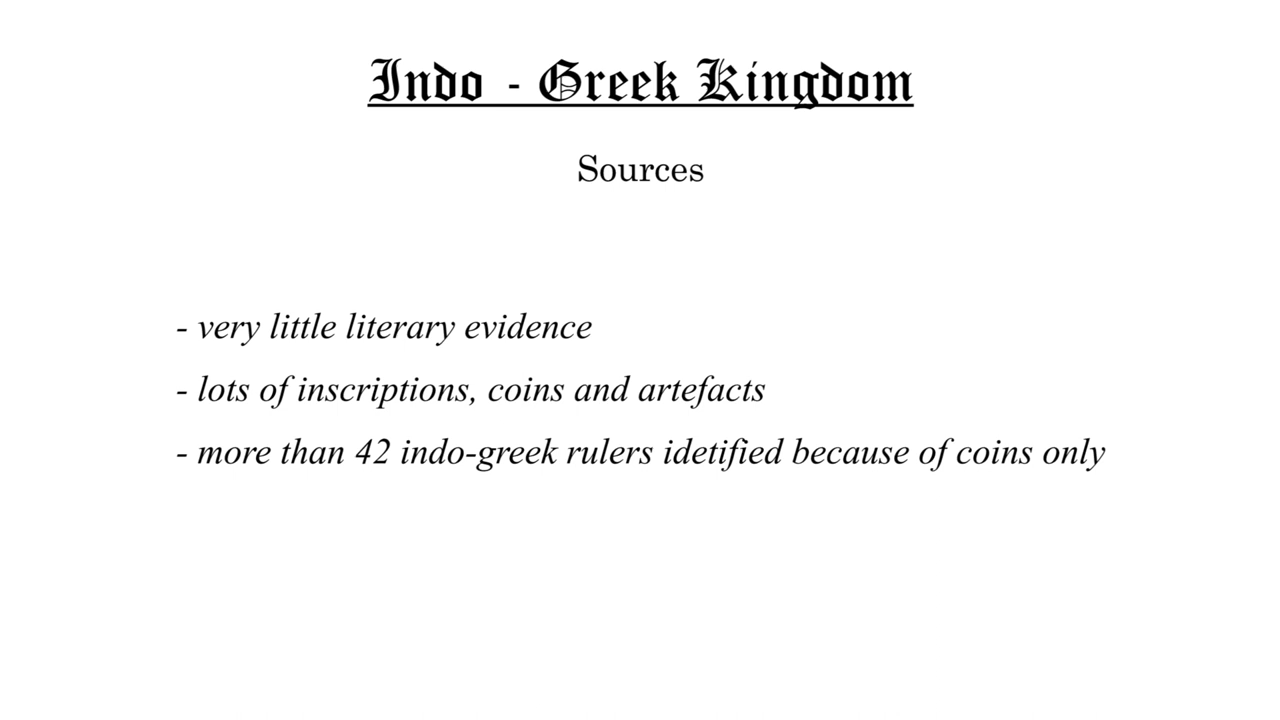 Indo - Greek Kingdom
Sources
- very little literary evidence
- lots of inscriptions, coins and artefacts
- more than 42 indo-greek rulers idetified because of coins only